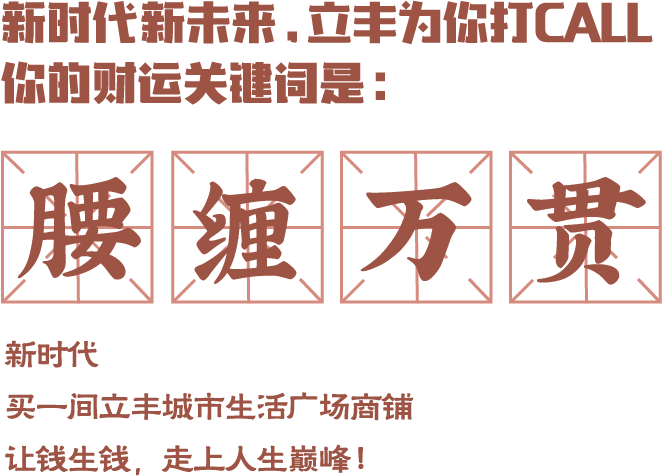 新时代新未来，立丰为你打CALL
你的财运关键词是：
腰缠万贯
新时代
买一间立丰城市生活广场商铺
让钱生钱，走上人生巅峰！